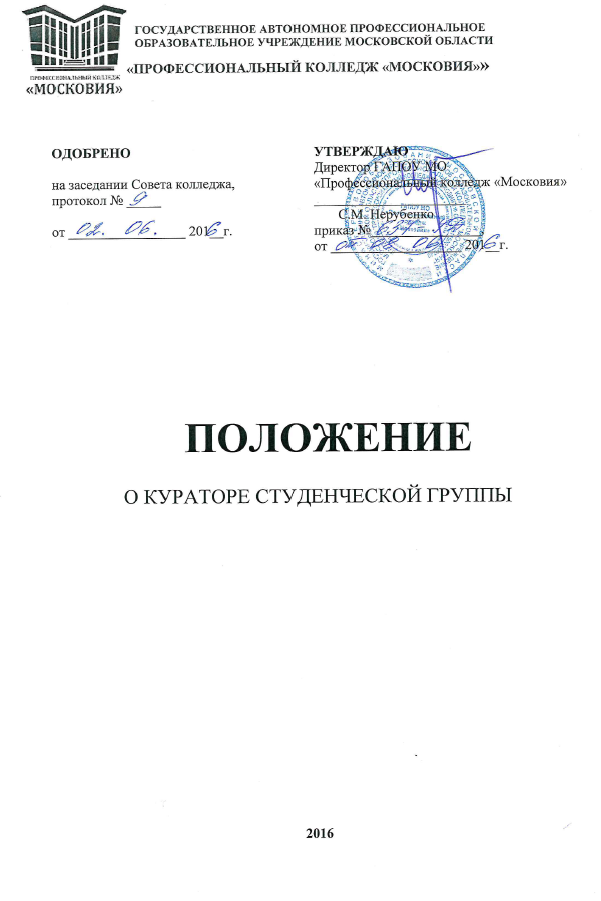 ГОСУДАРСТВЕННОЕ АВТОНОМНОЕ ПРОФЕССИОНАЛЬНОЕ
ОБРАЗОВАТЕЛЬНОЕ УЧРЕЖДЕНИЕ МОСКОВСКОЙ ОБЛАСТИ
«ПРОФЕССИОНАЛЬНЫЙ КОЛЛЕДЖ «МОСКОВИЯ»»
ПРОФЕССИОНАЛЬНЫЙ КОЛЛЕДЖ
«МОСКОВИЯ»
ОДОБРЕНО
на заседании Совета колледжа,
протокол № 9
от 02. 06. 2016 г.
УТВЕРЖДАЮ
Директор ГАПОУ МО
«Профессиональный колледж «Московия»
С.М. Нерубенко
приказ №
от 06 2016 г.
ПОЛОЖЕНИЕ
О КУРАТОРЕ СТУДЕНЧЕСКОЙ ГРУППЫ
2016